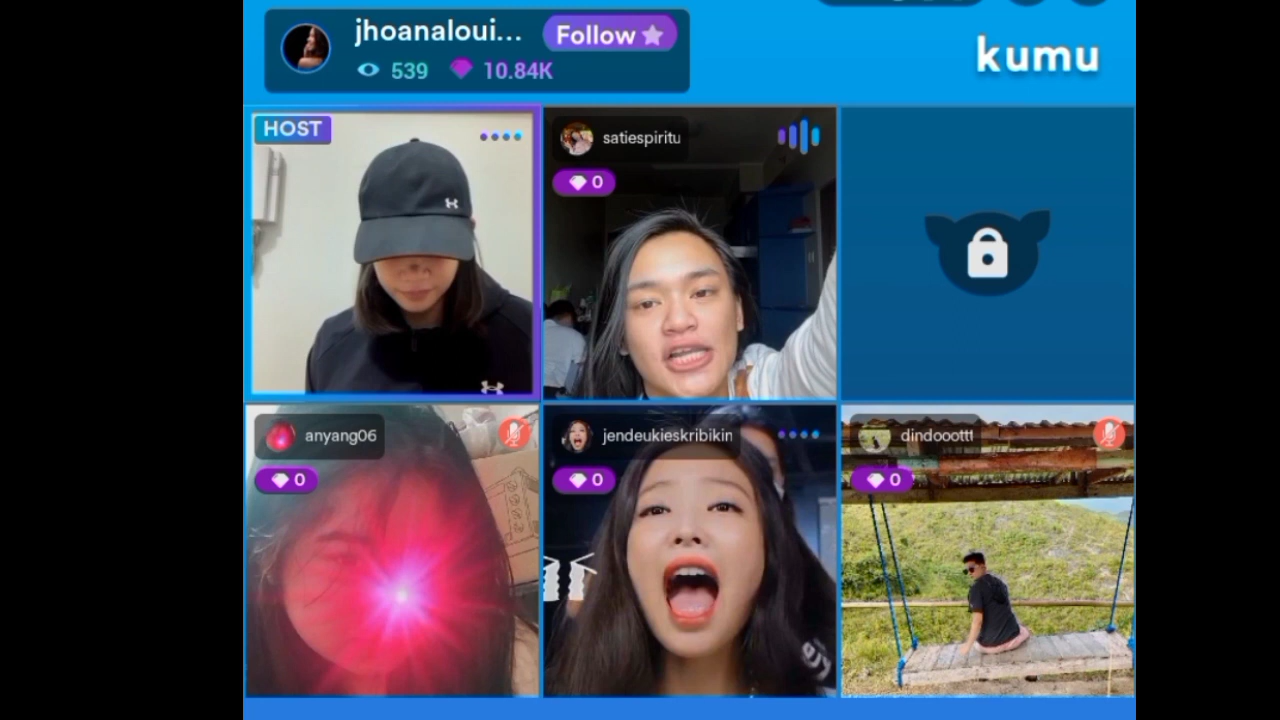 jhoanaloui...
Follow
539
10.84K
kumu
HOST
satiespiritu
0
anyang06
0
jendeukieskribikin
0
dindooottt
0